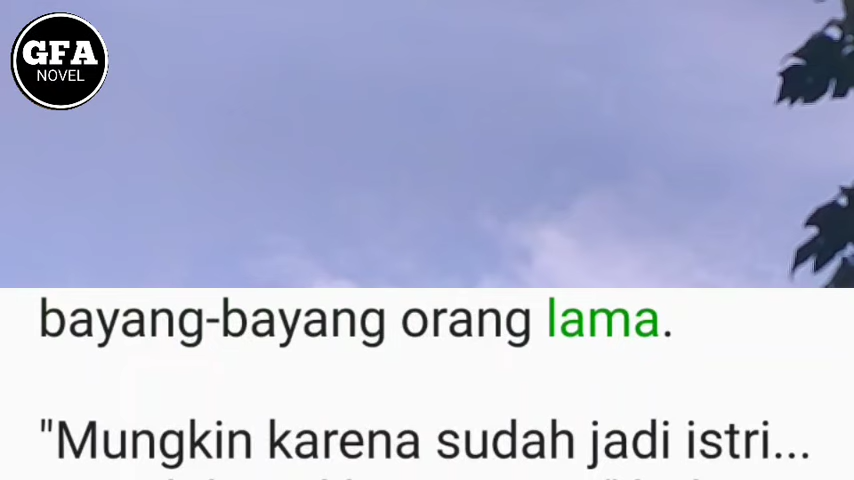 GFA
NOVEL
bayang-bayang orang lama.
"Mungkin karena sudah jadi istri...